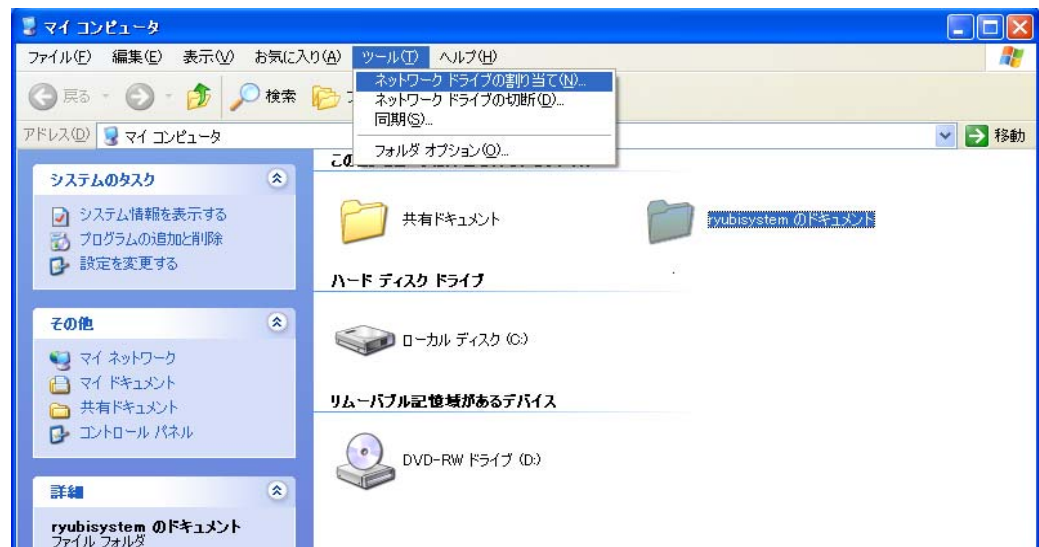 マイ コンピュータ
ファイル(F) 編集(E) 表示(V) お気に入り(A) ツール(T) ヘルプ(H)
ネットワーク ドライブの割り当て(N)...
ネットワーク ドライブの切断(D)...
同期(S)...
フォルダ オプション(O)...
戻る 検索
アドレス(D) マイ コンピュータ 移動
システムのタスク
システム情報を表示する
プログラムの追加と削除
設定を変更する
その他
マイ ネットワーク
マイ ドキュメント
共有ドキュメント
コントロール パネル
詳細
ryubisystem のドキュメント
ファイル フォルダ
共有ドキュメント ryubisystem のドキュメント
ハード ディスク ドライブ
ローカル ディスク (C:)
リムーバブル記憶域があるデバイス
DVD-RW ドライブ (D:)